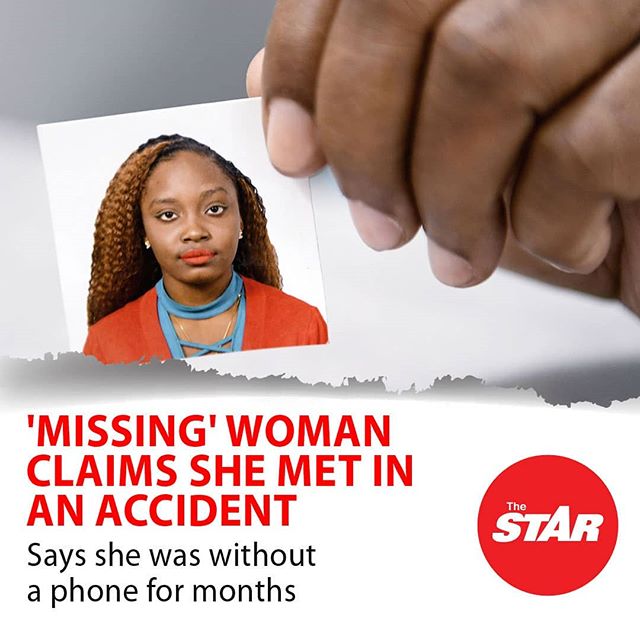 'MISSING' WOMAN
CLAIMS SHE MET IN
AN ACCIDENT
Says she was without
a phone for months
The
STAR